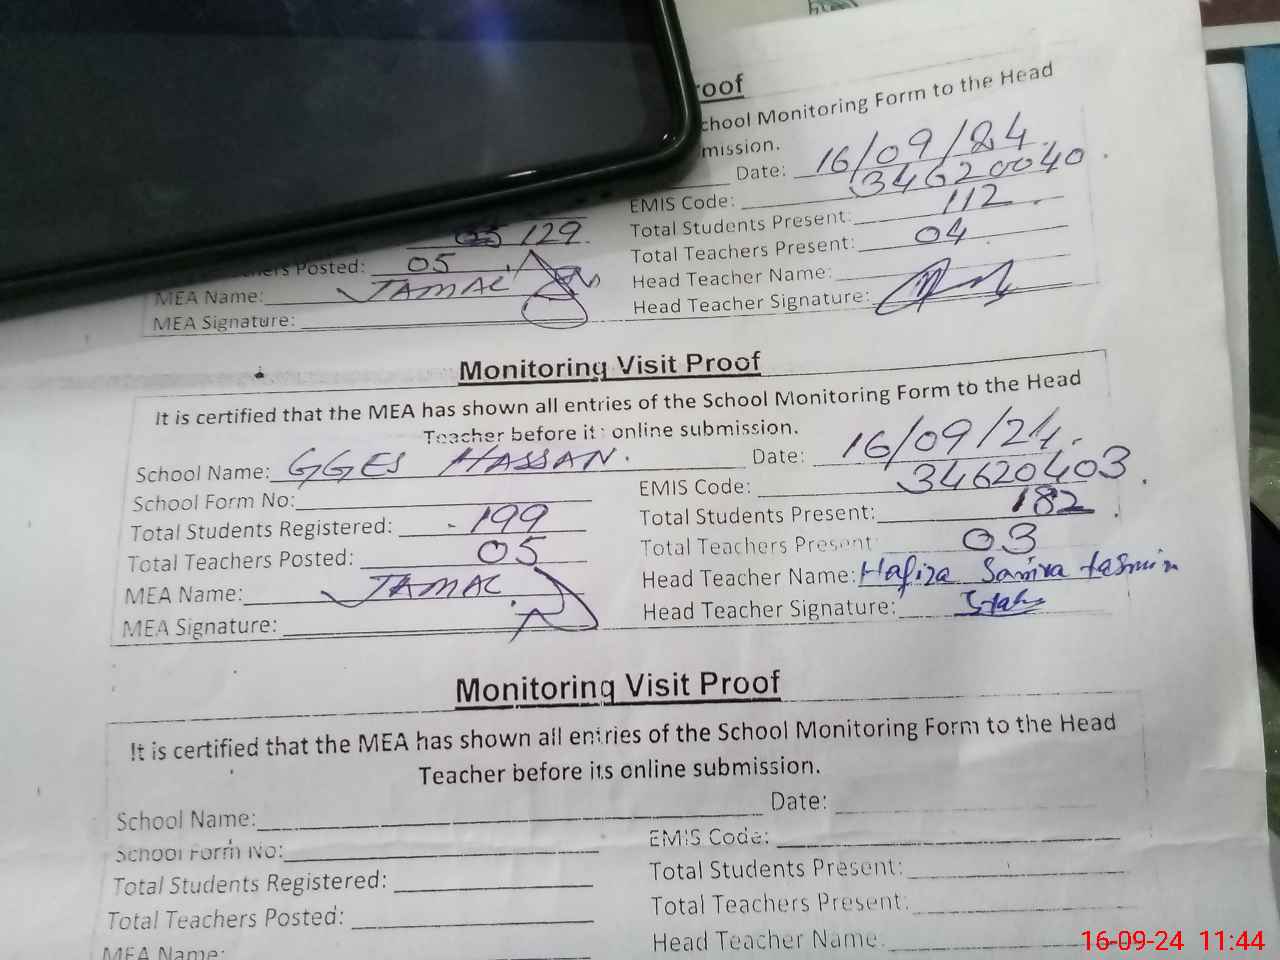 roof
chool Monitoring Form to the Head
mission.
Date: 16/09/24
EMIS Code: 34620040
129 Total Students Present: 112
ers Posted: 05 Total Teachers Present: 04
MEA Name: JAMAL Head Teacher Name:
MEA Signature: Head Teacher Signature:
Monitoring Visit Proof
It is certified that the MEA has shown all entries of the School Monitoring Form to the Head
Teacher before its online submission.
School Name: GGES HASSAN. Date: 16/09/24.
School Form No: EMIS Code: 34620403
Total Students Registered: 199 Total Students Present: 182
Total Teachers Posted: 05 Total Teachers Present 03
MEA Name: JAMAL Head Teacher Name: Hafiza Samra tasmin
MEA Signature: Head Teacher Signature:
Monitoring Visit Proof
It is certified that the MEA has shown all entries of the School Monitoring Form to the Head
Teacher before its online submission.
School Name: Date:
School Form No: EMIS Code:
Total Students Registered: Total Students Present:
Total Teachers Posted: Total Teachers Present:
MEA Name: Head Teacher Name:
16-09-24 11:44